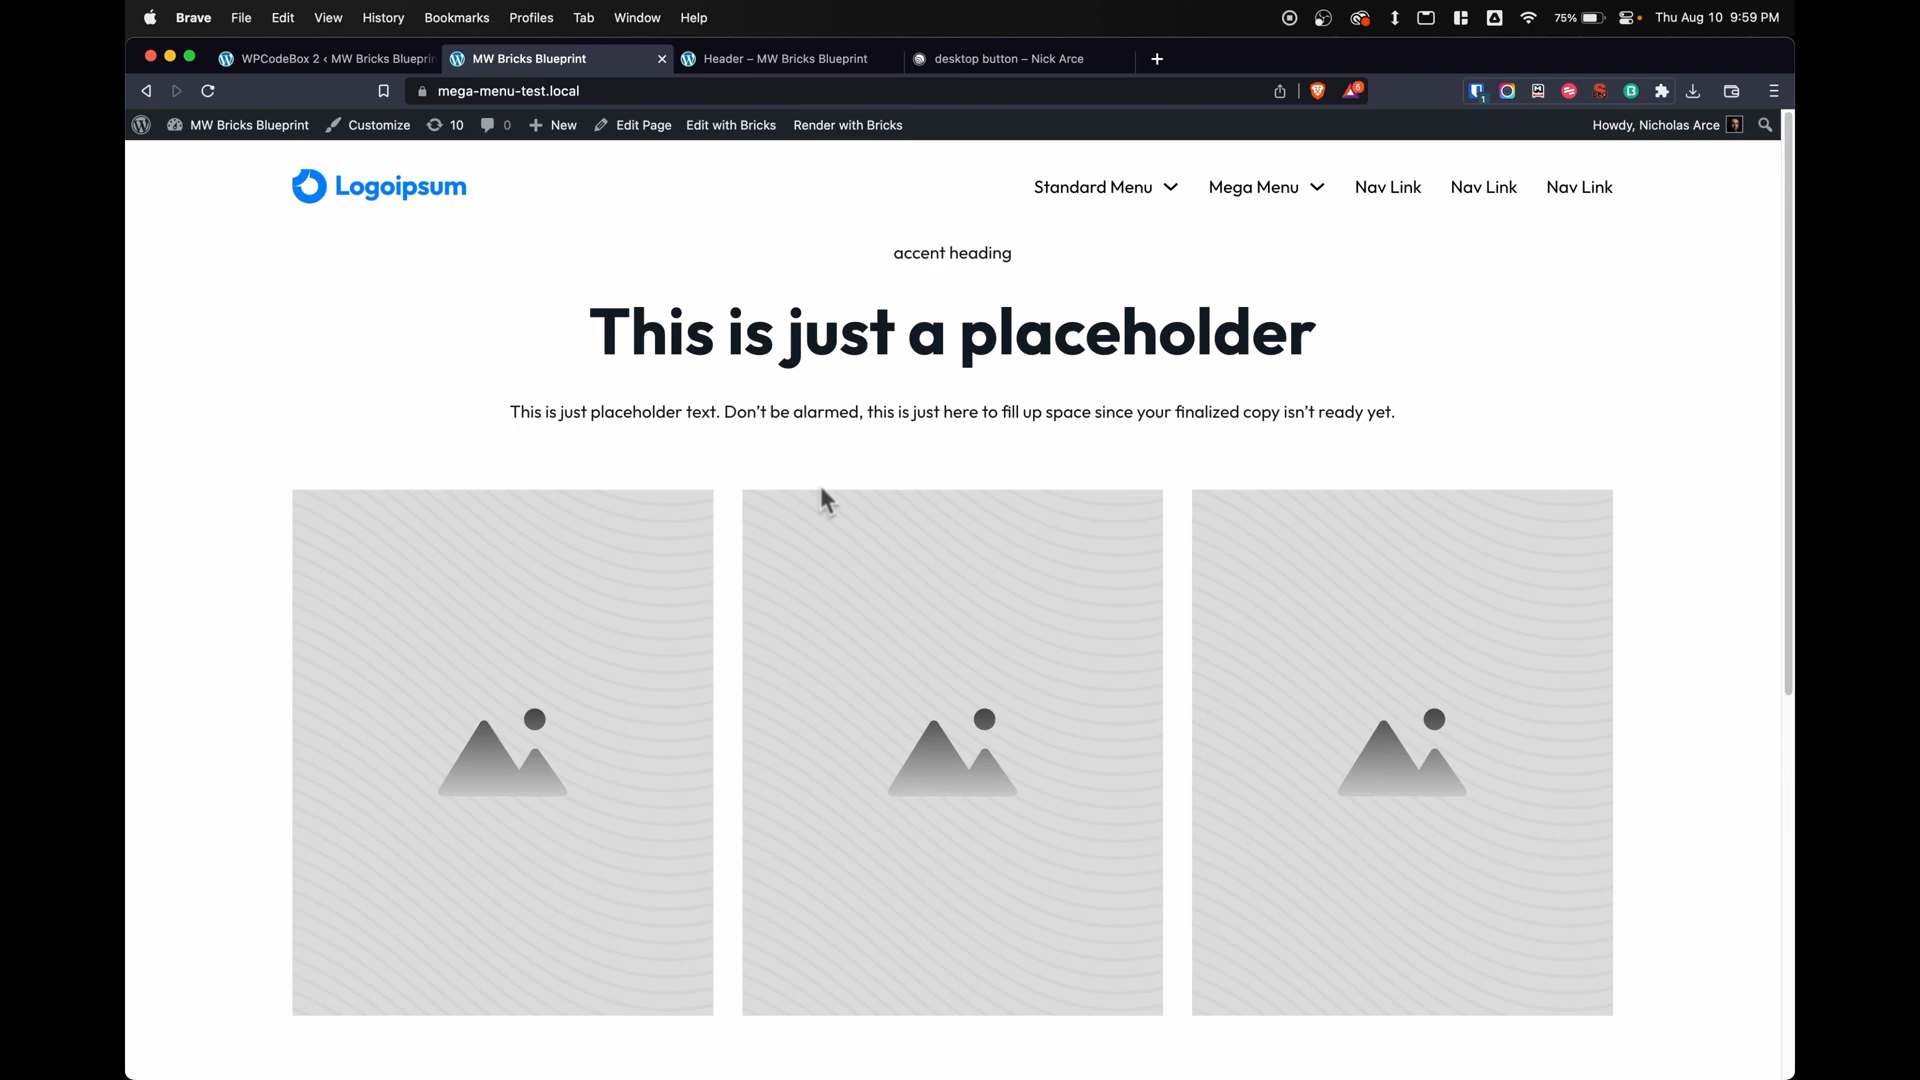 Brave File Edit View History Bookmarks Profiles Tab Window Help 75% Thu Aug 10 9:59 PM
WPCodeBox 2 ‹ MW Bricks Blueprin MW Bricks Blueprint Header – MW Bricks Blueprint desktop button – Nick Arce
mega-menu-test.local 6 1
MW Bricks Blueprint Customize 10 0 New Edit Page Edit with Bricks Render with Bricks Howdy, Nicholas Arce
Logoipsum Standard Menu Mega Menu Nav Link Nav Link Nav Link
accent heading
This is just a placeholder
This is just placeholder text. Don’t be alarmed, this is just here to fill up space since your finalized copy isn’t ready yet.